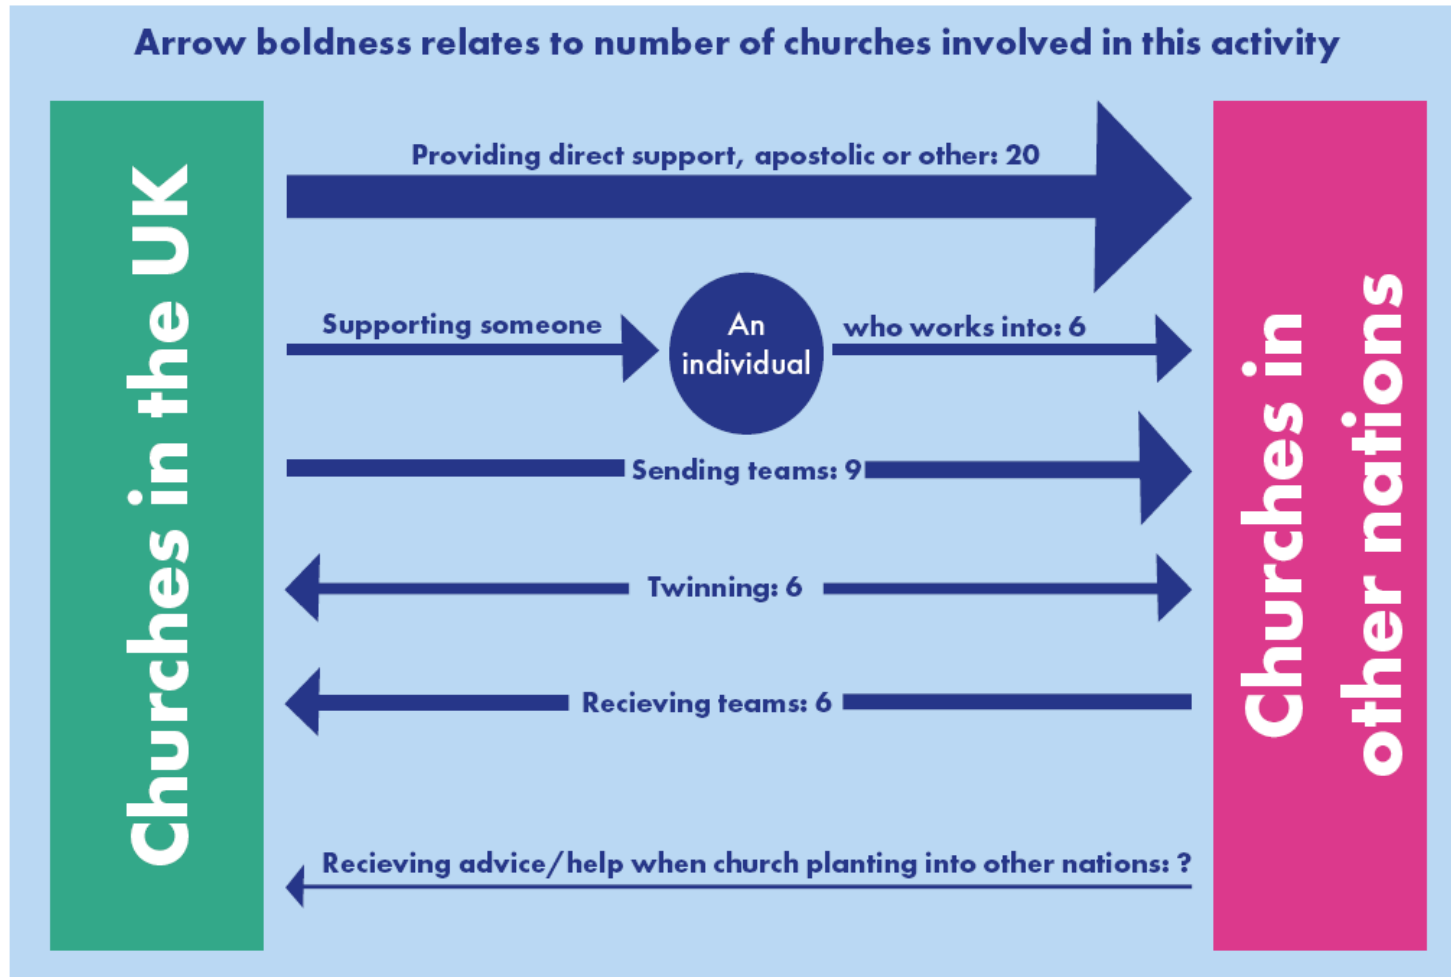 Arrow boldness relates to number of churches involved in this activity
Churches in the UK
Providing direct support, apostolic or other: 20
Supporting someone
An
individual
who works into: 6
Sending teams: 9
Twinning: 6
Recieving teams: 6
Recieving advice/help when church planting into other nations: ?
Churches in
other nations